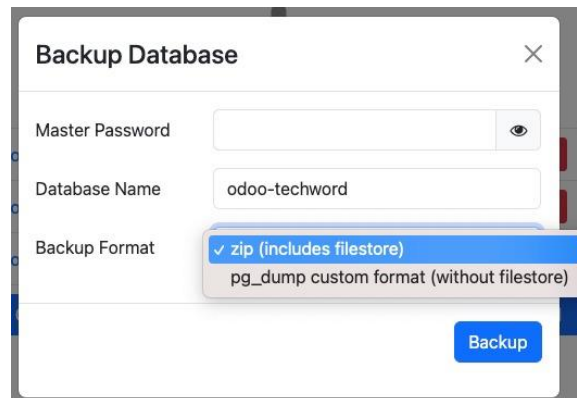 Backup Database
Master Password
Database Name odoo-techword
Backup Format ✓ zip (includes filestore)
pg_dump custom format (without filestore)
Backup